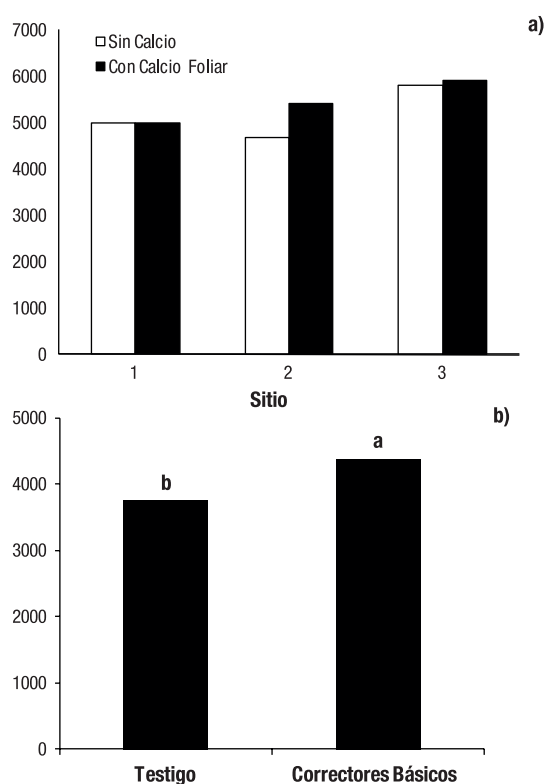 a)
7000
Sin Calcio
Con Calcio Foliar
6000
5000
4000
3000
2000
1000
0
1 2 3
Sitio
b)
5000
a
b
4000
3000
2000
1000
0
Testigo Correctores Básicos